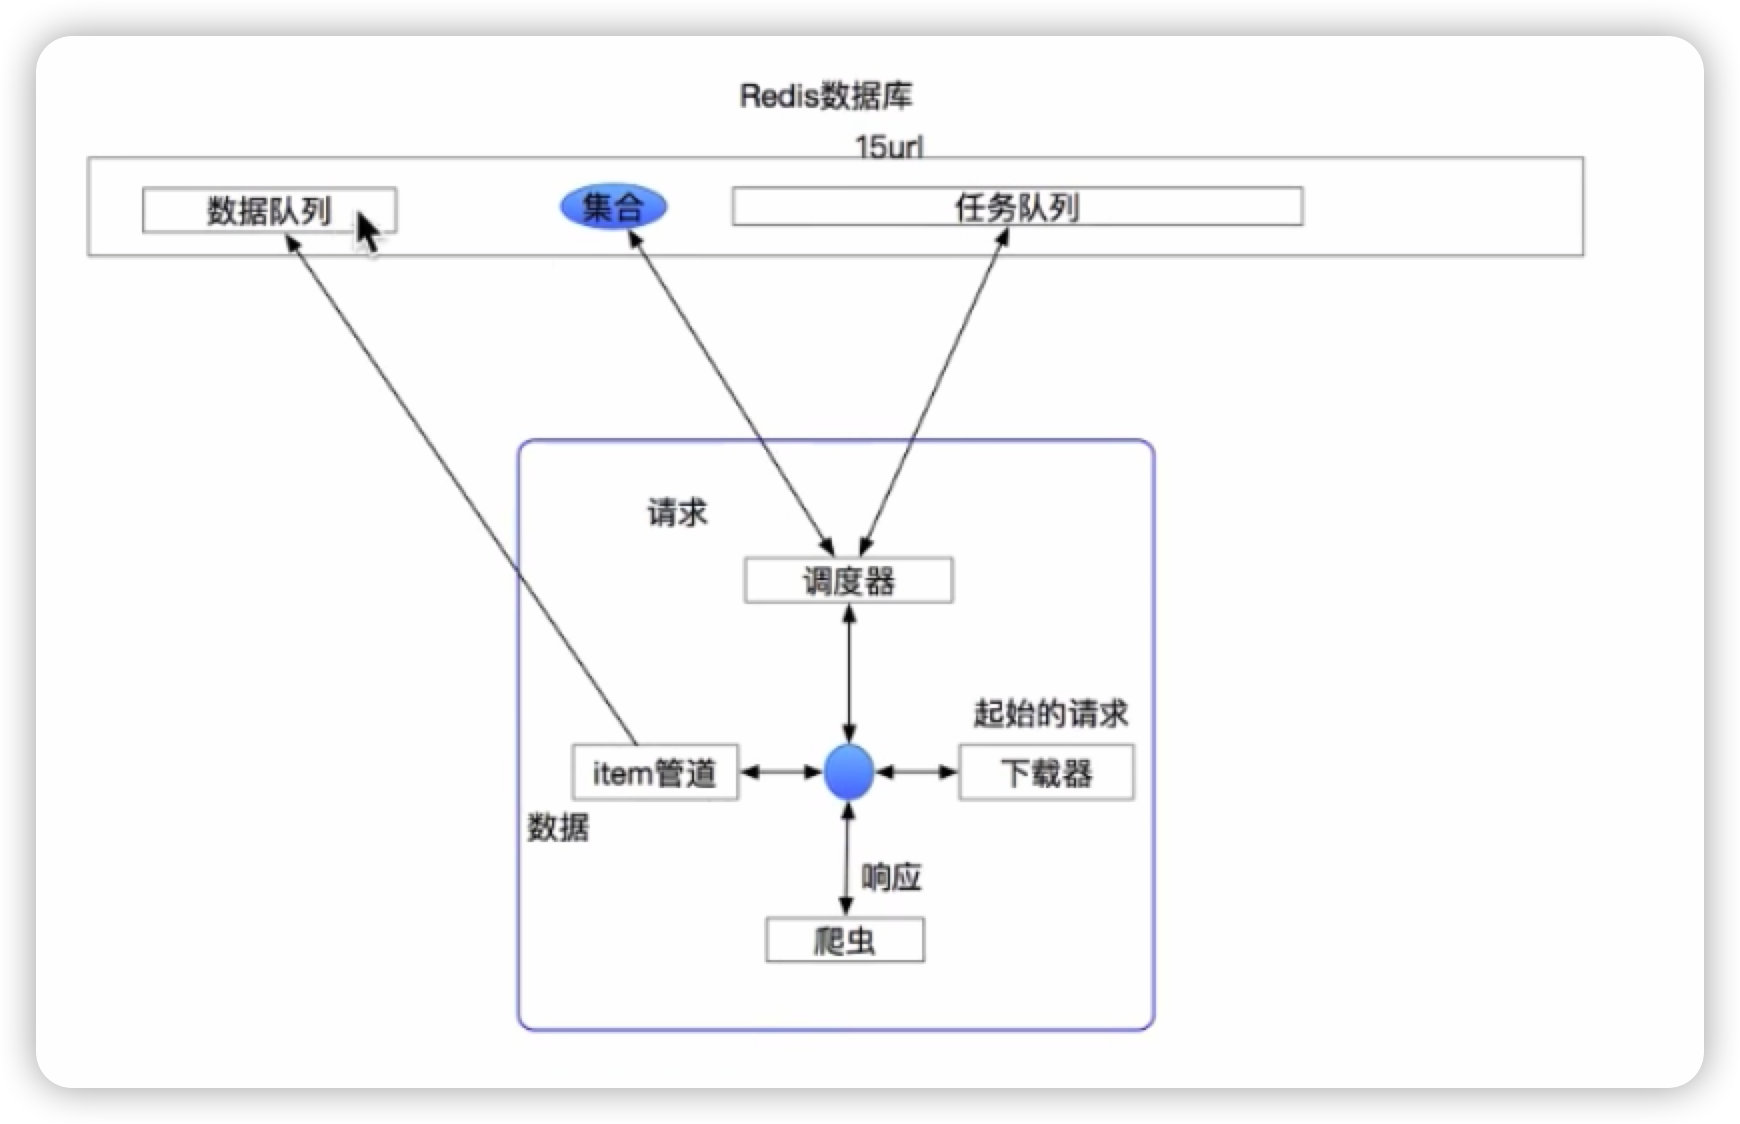 Redis数据库
15url
数据队列
集合
任务队列
请求
调度器
起始的请求
item管道
下载器
数据
响应
爬虫